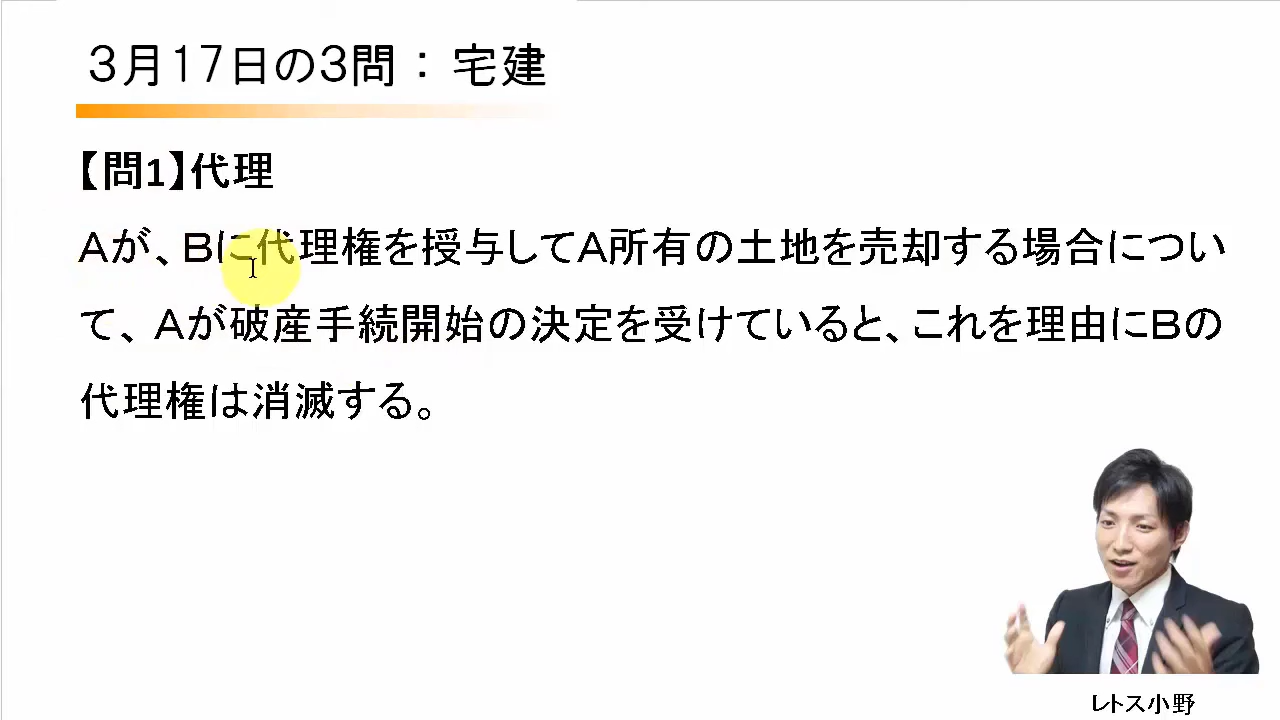 3月17日の3問：宅建
【問1】代理
Aが、Bに代理権を授与してA所有の土地を売却する場合につい
て、Aが破産手続開始の決定を受けていると、これを理由にBの
代理権は消滅する。
レトス小野